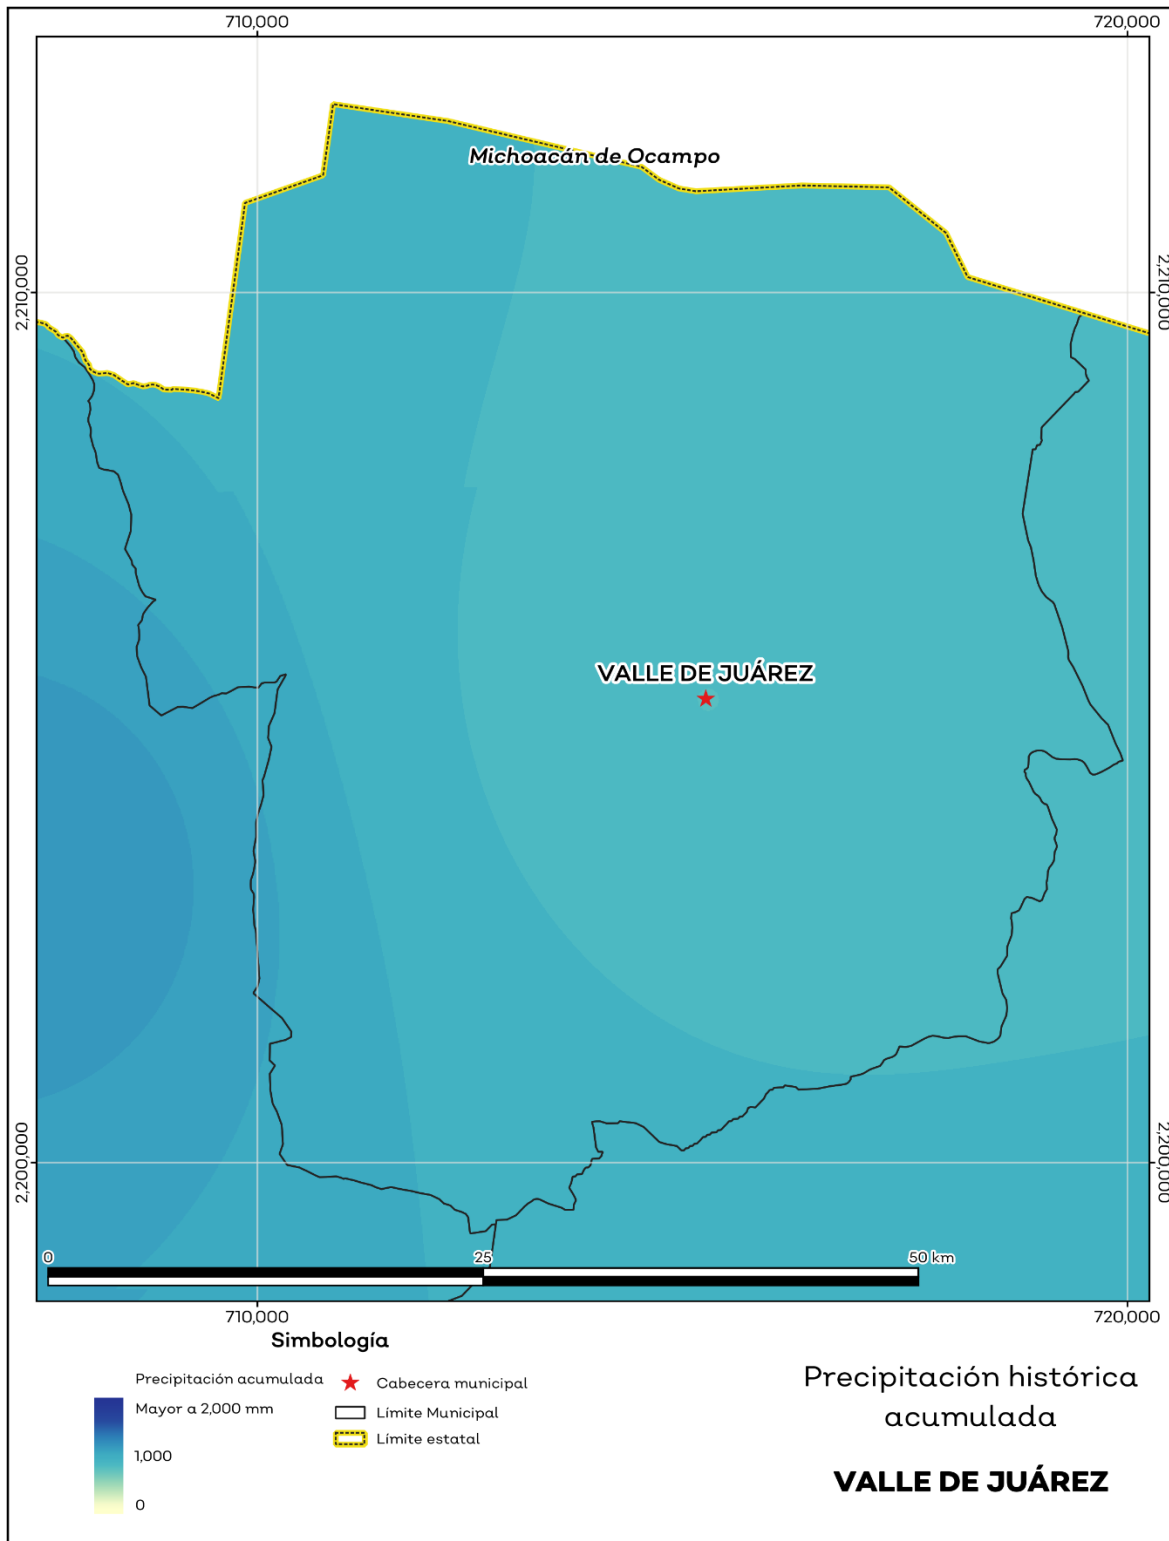 710,000
720,000
Michoacán de Ocampo
2,210,000
2,210,000
VALLE DE JUÁREZ
2,200,000
2,200,000
0
25
50 km
710,000
720,000
Simbología
Precipitación acumulada
Mayor a 2,000 mm
1,000
0
Cabecera municipal
Límite Municipal
Límite estatal
Precipitación histórica
acumulada
VALLE DE JUÁREZ